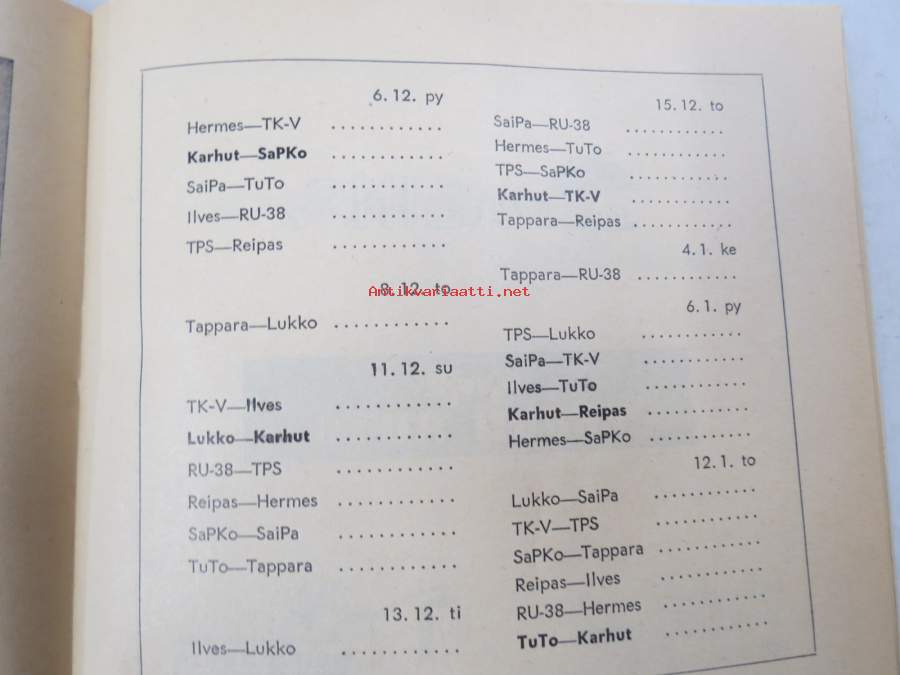 6.12. py
Hermes—TK-V ............
Karhut—SaPKo ............
SaiPa—TuTo ............
Ilves—RU-38 ............
TPS—Reipas ............
8.12. to
Antikvariaatti.net
Tappara—Lukko ............
11.12. su
TK-V—Ilves ............
Lukko—Karhut ............
RU-38—TPS ............
Reipas—Hermes ............
SaPKo—SaiPa ............
TuTo—Tappara ............
13.12. ti
Ilves—Lukko ............
15.12. to
SaiPa—RU-38 ..........
Hermes—TuTo ..........
TPS—SaPKo ..........
Karhut—TK-V ..........
Tappara—Reipas ...........
4.1. ke
Tappara—RU-38 ...........
6.1. py
TPS—Lukko ...........
SaiPa—TK-V ...........
Ilves—TuTo ...........
Karhut—Reipas ...........
Hermes—SaPKo ...........
12.1. to
Lukko—SaiPa ...........
TK-V—TPS ...........
SaPKo—Tappara ...........
Reipas—Ilves ...........
RU-38—Hermes ...........
TuTo—Karhut ...........